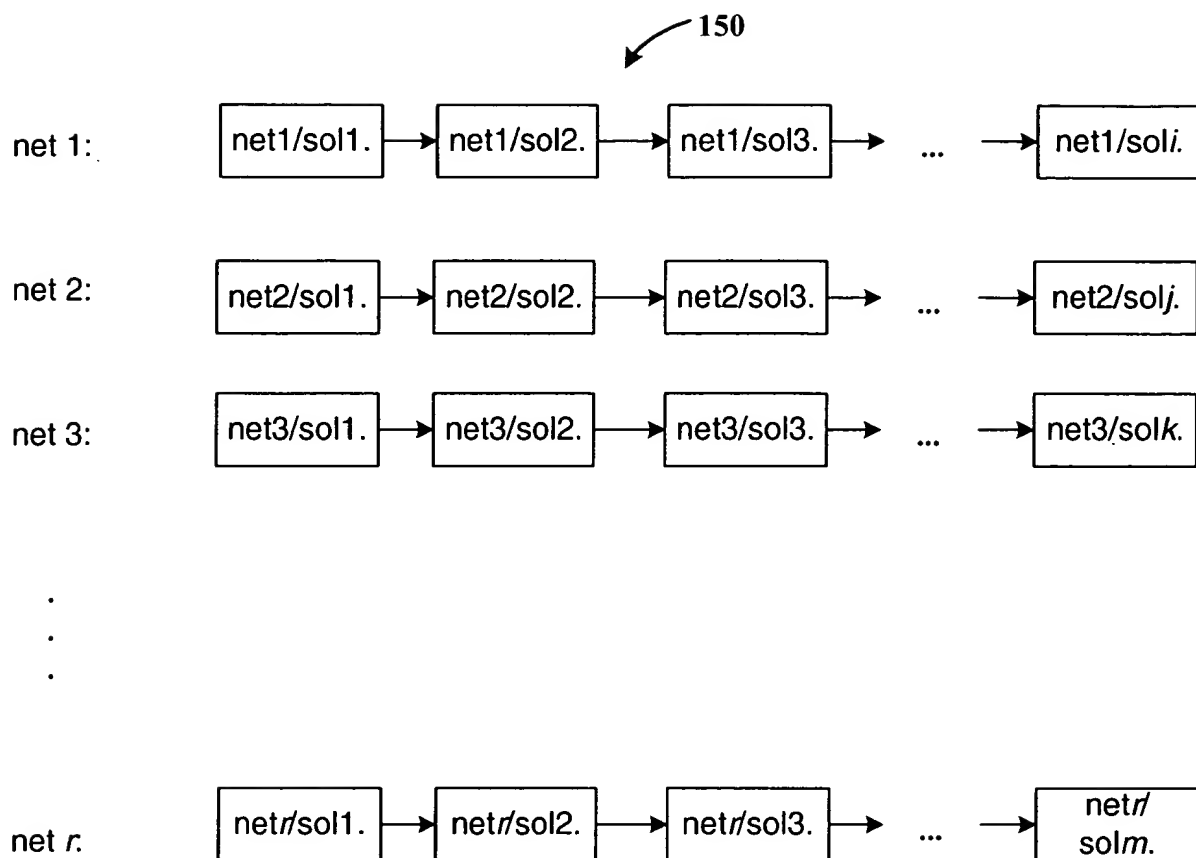 150
net 1: net1/sol1. net1/sol2. net1/sol3. ... net1/soli.
net 2: net2/sol1. net2/sol2. net2/sol3. ... net2/solj.
net 3: net3/sol1. net3/sol2. net3/sol3. ... net3/solk.
.
.
.
net r: netr/sol1. netr/sol2. netr/sol3. ... netr/
solm.